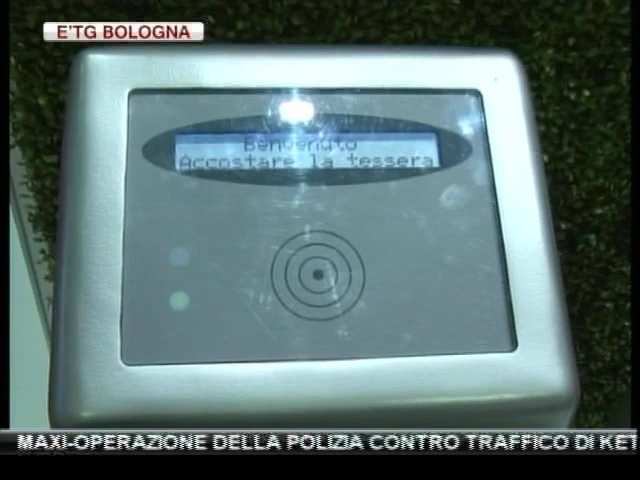 E'TG BOLOGNA
Benvenuto
Accostare la tessera
MAXI-OPERAZIONE DELLA POLIZIA CONTRO TRAFFICO DI KET